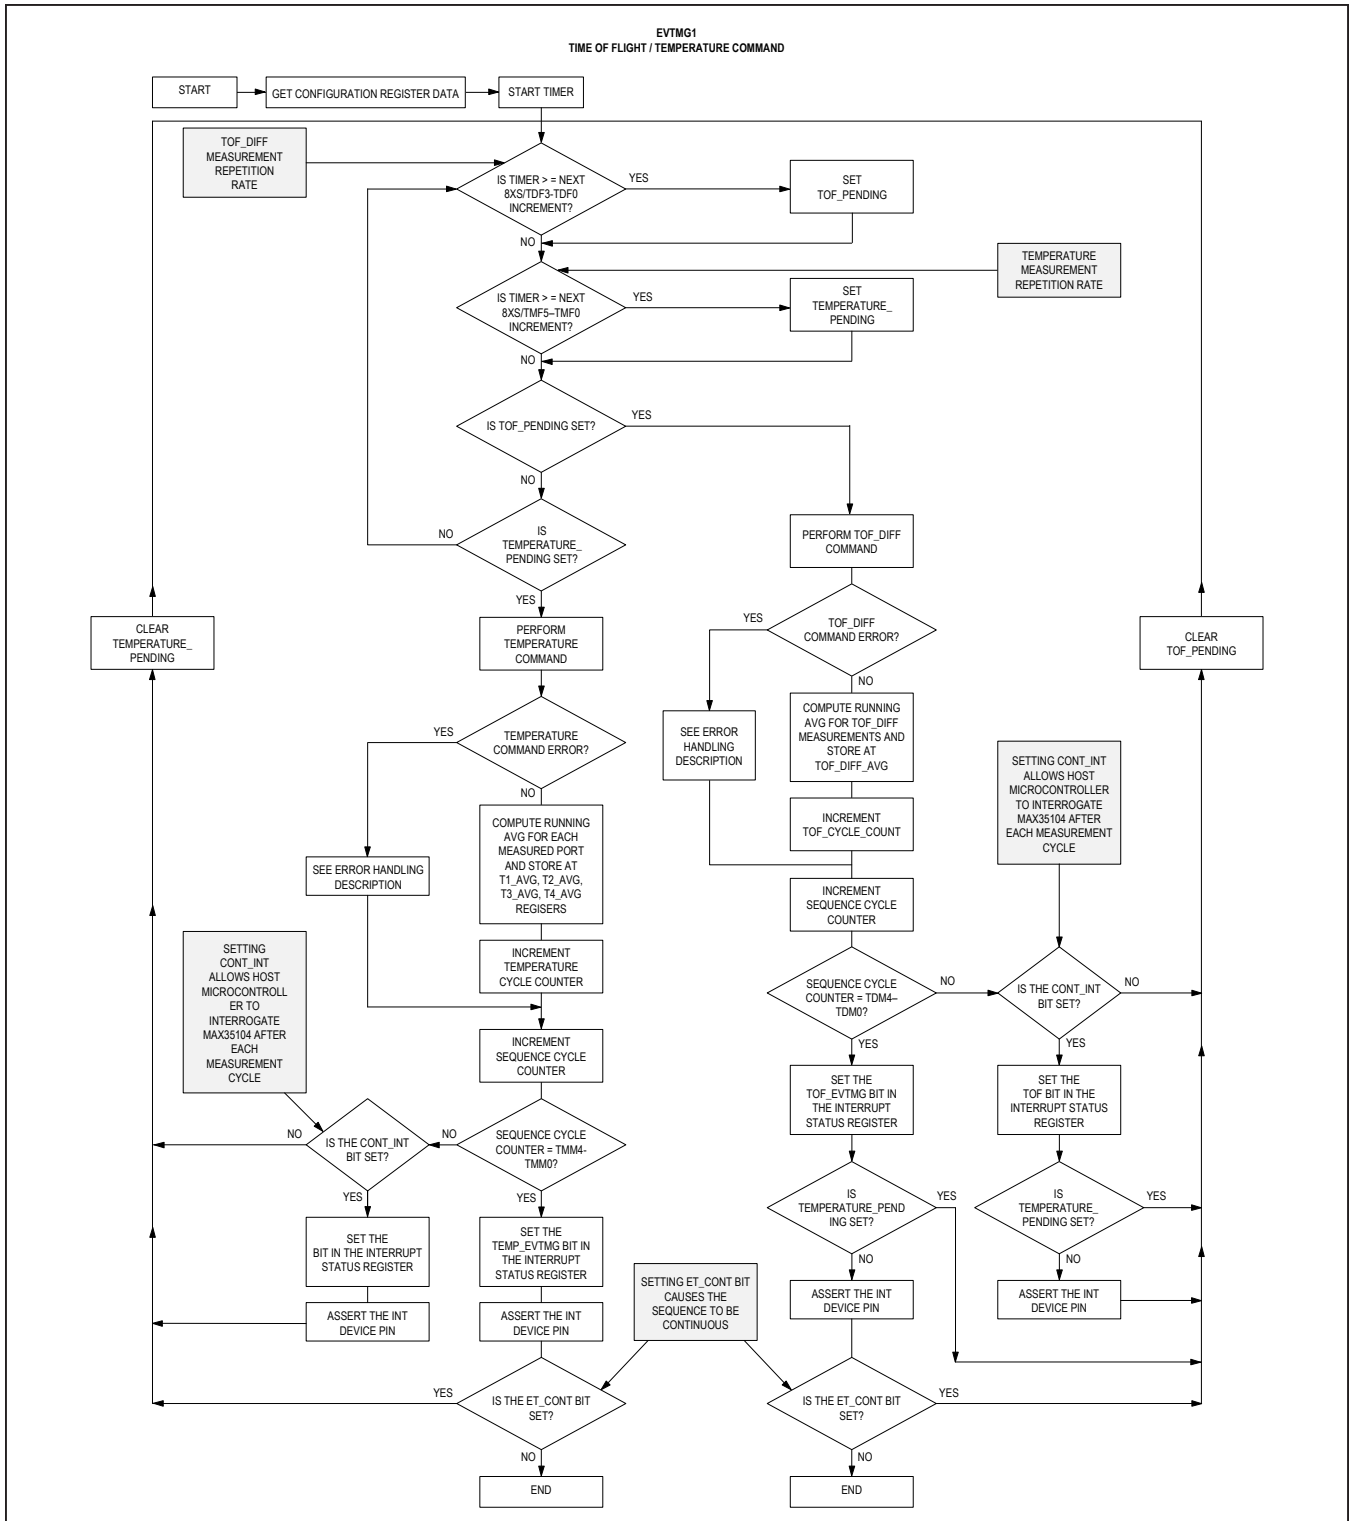 EVTMG1
TIME OF FLIGHT / TEMPERATURE COMMAND
START
GET CONFIGURATION REGISTER DATA
START TIMER
TOF_DIFF
MEASUREMENT
REPETITION
RATE
IS TIMER > = NEXT
8XS/TDF3-TDF0
INCREMENT?
YES
SET
TOF_PENDING
NO
TEMPERATURE
MEASUREMENT
REPETITION RATE
IS TIMER > = NEXT
8XS/TMF5–TMF0
INCREMENT?
YES
SET
TEMPERATURE_
PENDING
NO
IS TOF_PENDING SET?
YES
NO
IS
TEMPERATURE_
PENDING SET?
NO
YES
PERFORM TOF_DIFF
COMMAND
CLEAR
TEMPERATURE_
PENDING
PERFORM
TEMPERATURE
COMMAND
YES
TOF_DIFF
COMMAND ERROR?
NO
CLEAR
TOF_PENDING
YES
TEMPERATURE
COMMAND ERROR?
NO
SEE ERROR
HANDLING
DESCRIPTION
COMPUTE RUNNING
AVG FOR TOF_DIFF
MEASUREMENTS AND
STORE AT
TOF_DIFF_AVG
SETTING CONT_INT
ALLOWS HOST
MICROCONTROLLER
TO INTERROGATE
MAX35104 AFTER
EACH MEASUREMENT
CYCLE
INCREMENT
TOF_CYCLE_COUNT
SEE ERROR HANDLING
DESCRIPTION
COMPUTE RUNNING
AVG FOR EACH
MEASURED PORT
AND STORE AT
T1_AVG, T2_AVG,
T3_AVG, T4_AVG
REGISERS
INCREMENT
SEQUENCE CYCLE
COUNTER
SETTING
CONT_INT
ALLOWS HOST
MICROCONTROLL
ER TO
INTERROGATE
MAX35104 AFTER
EACH
MEASUREMENT
CYCLE
INCREMENT
TEMPERATURE
CYCLE COUNTER
SEQUENCE CYCLE
COUNTER = TDM4–
TDM0?
NO
YES
IS THE CONT_INT
BIT SET?
NO
YES
INCREMENT
SEQUENCE CYCLE
COUNTER
SET THE
TOF_EVTMG BIT IN
THE INTERRUPT
STATUS REGISTER
SET THE
TOF BIT IN THE
INTERRUPT STATUS
REGISTER
NO
IS THE CONT_INT
BIT SET?
YES
NO
SEQUENCE CYCLE
COUNTER = TMM4-
TMM0?
YES
IS
TEMPERATURE_PEND
ING SET?
YES
NO
IS
TEMPERATURE_
PENDING SET?
YES
NO
SET THE
BIT IN THE INTERRUPT
STATUS REGISTER
SET THE
TEMP_EVTMG BIT IN
THE INTERRUPT
STATUS REGISTER
SETTING ET_CONT BIT
CAUSES THE
SEQUENCE TO BE
CONTINUOUS
ASSERT THE INT
DEVICE PIN
ASSERT THE INT
DEVICE PIN
ASSERT THE INT
DEVICE PIN
ASSERT THE INT
DEVICE PIN
YES
IS THE ET_CONT BIT
SET?
NO
IS THE ET_CONT BIT
SET?
YES
NO
END
END